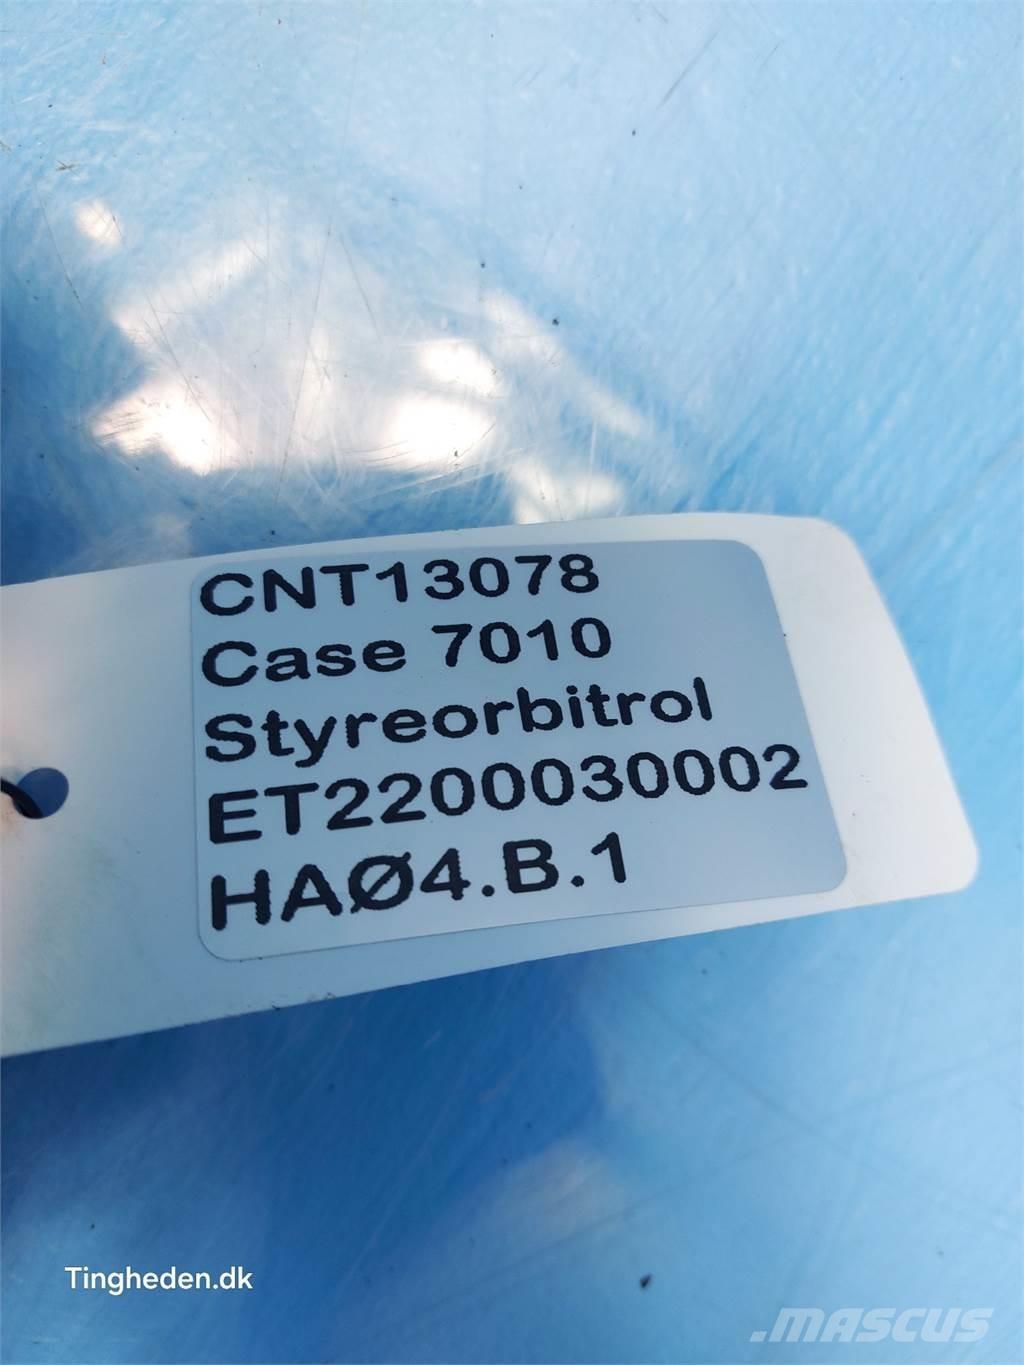 CNT13078
Case 7010
Styreorbitrol
ET2200030002
HAØ4.B.1
Tingheden.dk
.MASCUS